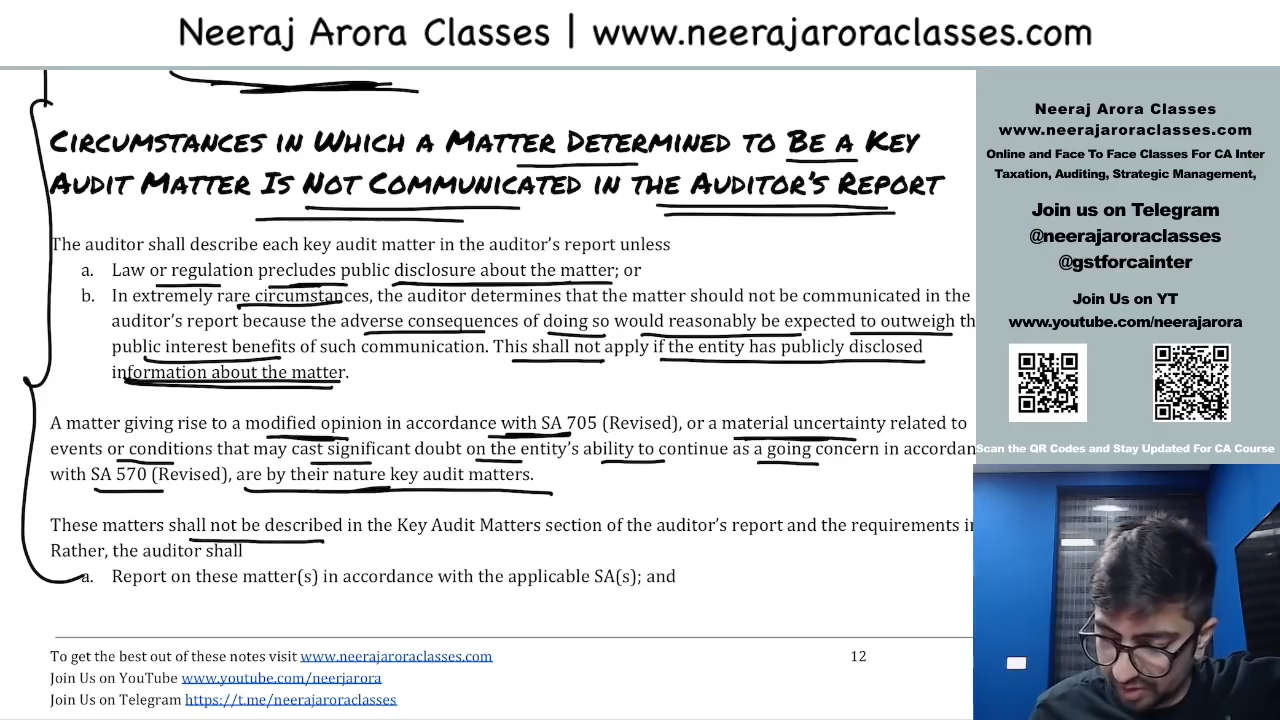 Neeraj Arora Classes | www.neerajaroraclasses.com
CIRCUMSTANCES IN WHICH A MATTER DETERMINED TO BE A KEY
AUDIT MATTER IS NOT COMMUNICATED IN THE AUDITOR'S REPORT
The auditor shall describe each key audit matter in the auditor's report unless
a. Law or regulation precludes public disclosure about the matter; or
b. In extremely rare circumstances, the auditor determines that the matter should not be communicated in the
auditor's report because the adverse consequences of doing so would reasonably be expected to outweigh th
public interest benefits of such communication. This shall not apply if the entity has publicly disclosed
information about the matter.
A matter giving rise to a modified opinion in accordance with SA 705 (Revised), or a material uncertainty related to
events or conditions that may cast significant doubt on the entity's ability to continue as a going concern in accordan
with SA 570 (Revised), are by their nature key audit matters.
These matters shall not be described in the Key Audit Matters section of the auditor's report and the requirements in
Rather, the auditor shall
a. Report on these matter(s) in accordance with the applicable SA(s); and
To get the best out of these notes visit www.neerajaroraclasses.com
12
Join Us on YouTube www.youtube.com/neerjarora
Join Us on Telegram https://t.me/neerajaroraclasses
Neeraj Arora Classes
www.neerajaroraclasses.com
Online and Face To Face Classes For CA Inter
Taxation, Auditing, Strategic Management,
Join us on Telegram
@neerajaroraclasses
@gstforcainter
Join Us on YT
www.youtube.com/neerajarora
Scan the QR Codes and Stay Updated For CA Course